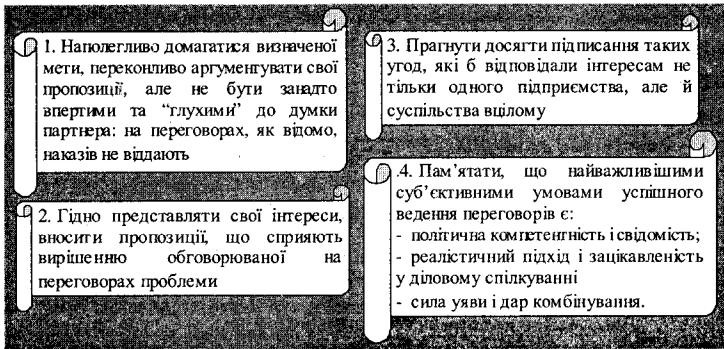 1. Наполегливо домагатися визначеної
мети, переконливо аргументувати свої
пропозиції, але не бути занадто
впертими та “глухими” до думки
партнера: на переговорах, як відомо,
наказів не віддають
2. Гідно представляти свої інтереси,
вносити пропозиції, що сприяють
вирішенню обговорюваної на
переговорах проблеми
3. Прагнути досягти підписання таких
угод, які б відповідали інтересам не
тільки одного підприємства, але й
суспільства вцілому
.4. Пам’ятати, що найважливішими
суб’єктивними умовами успішного
ведення переговорів є:
- політична компетентність і свідомість;
- реалістичний підхід і зацікавленість
у діловому спілкуванні
- сила уяви і дар комбінування.